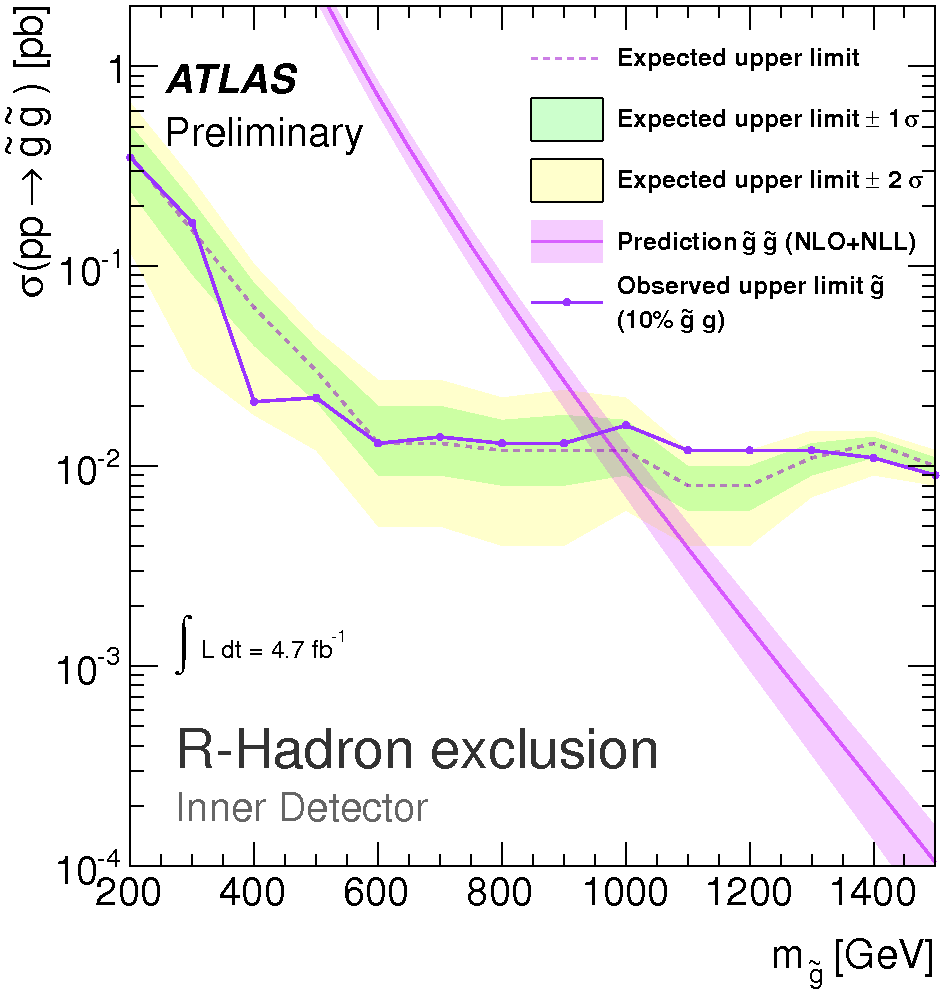 σ(pp → g̃ g̃ ) [pb]
1
10⁻¹
10⁻²
10⁻³
10⁻⁴
ATLAS
Preliminary
Expected upper limit
Expected upper limit ± 1 σ
Expected upper limit ± 2 σ
Prediction g̃ g̃ (NLO+NLL)
Observed upper limit g̃
(10% g̃ g)
∫ L dt = 4.7 fb⁻¹
R-Hadron exclusion
Inner Detector
200 400 600 800 1000 1200 1400
m_g̃ [GeV]